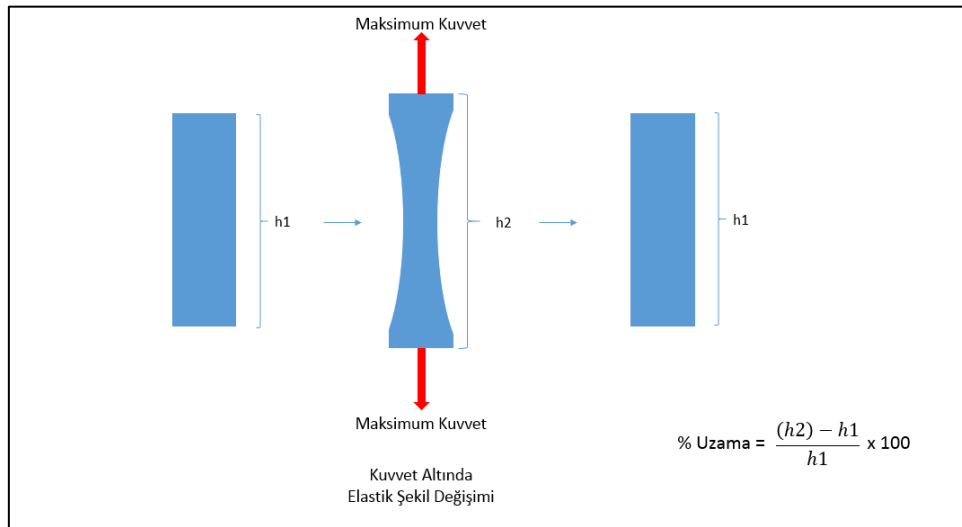 Maksimum Kuvvet
h1
h2
h1
Maksimum Kuvvet
Kuvvet Altında
Elastik Şekil Değişimi
% Uzama = (h2) − h1 / h1 x 100